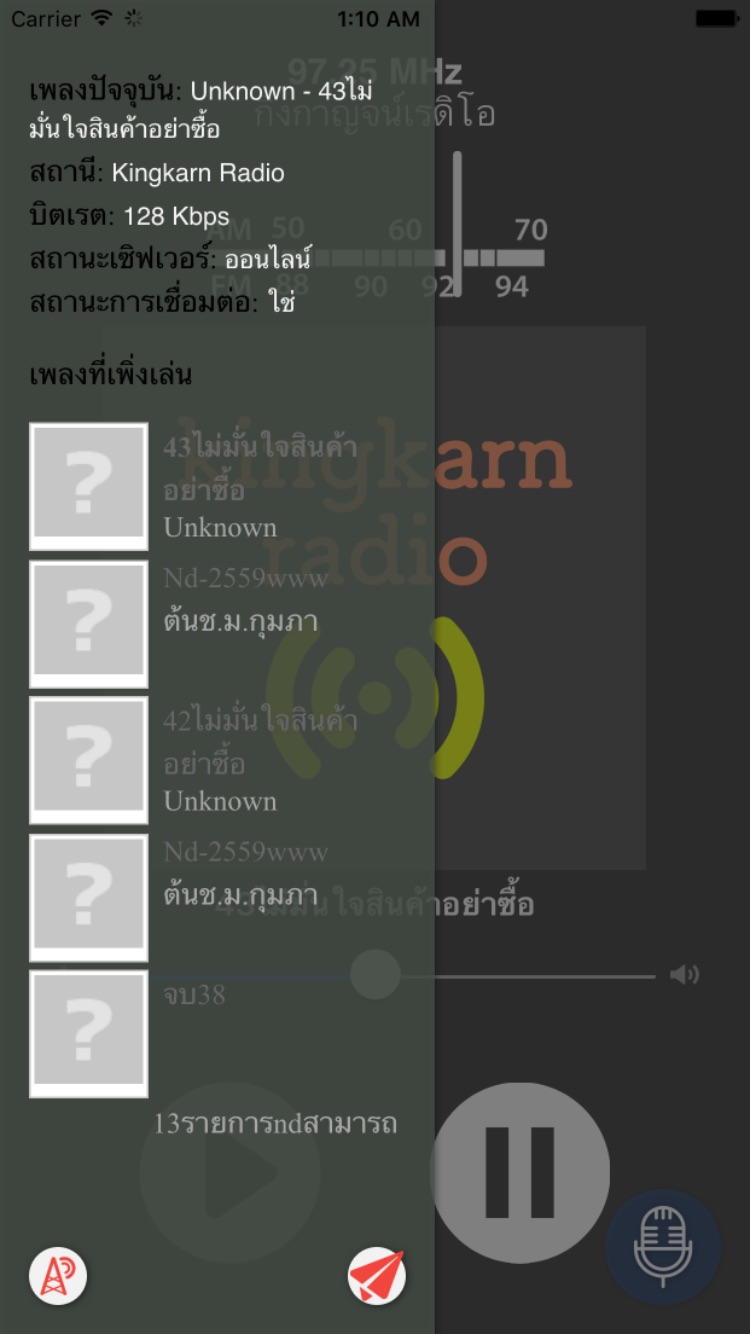 Carrier 1:10 AM
97.25 MHz
กิ่งกาญจน์เรดิโอ
เพลงปัจจุบัน: Unknown - 43ไม่
มั่นใจสินค้าอย่าซื้อ
สถานี: Kingkarn Radio
บิตเรต: 128 Kbps
AM 50 60 70
สถานะเซิฟเวอร์: ออนไลน์
FM 88 90 92 94
สถานะการเชื่อมต่อ: ใช่
เพลงที่เพิ่งเล่น
kingkarn
radio
43ไม่มั่นใจสินค้า
อย่าซื้อ
Unknown
Nd-2559www
ต้นช.ม.กุมภา
42ไม่มั่นใจสินค้า
อย่าซื้อ
Unknown
Nd-2559www
ต้นช.ม.กุมภา
43ไม่มั่นใจสินค้าอย่าซื้อ
จบ38
13รายการndสามารถ